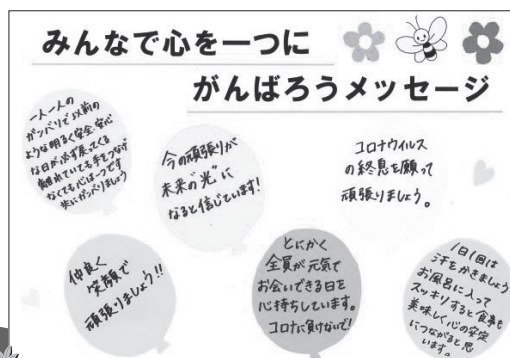 みんなで心を一つに
がんばろうメッセージ
一人一人の
ガンバリで以前の
ような明るく安全、安心
な日が必ず戻ってくる
離れていても手をつなげ
なくても心は一つです
共にガンバりましょう
今の頑張りが
未来の“光”に
なると信じています!
コロナウイルス
の終息を願って
頑張りましょう。
仲良く
笑顔で
頑張りましょう!!
とにかく
全員が元気で
お会いできる日を
心持ちしています。
コロナに負けないで!
1日1回は
汗をかきましょう
お風呂に入って
スッキリすると食事も
美味しく心の安定
につながると思
います。